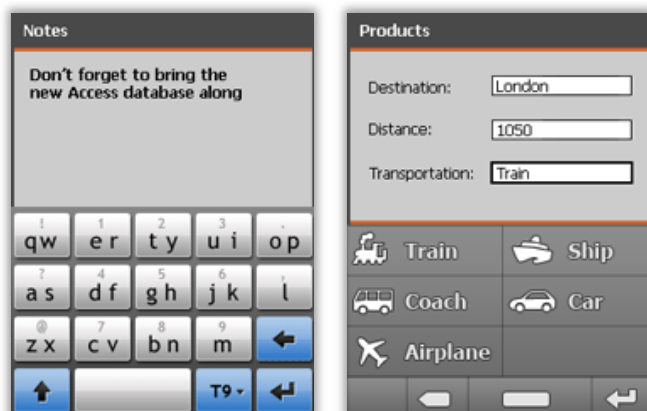 Notes
Don't forget to bring the
new Access database along
! 1 2 3 .
qw er ty ui op
? 4 5 6 ,
as df gh jk l
@ 7 8 9
zx cv bn m
T9
Products
Destination: London
Distance: 1050
Transportation: Train
Train Ship
Coach Car
Airplane